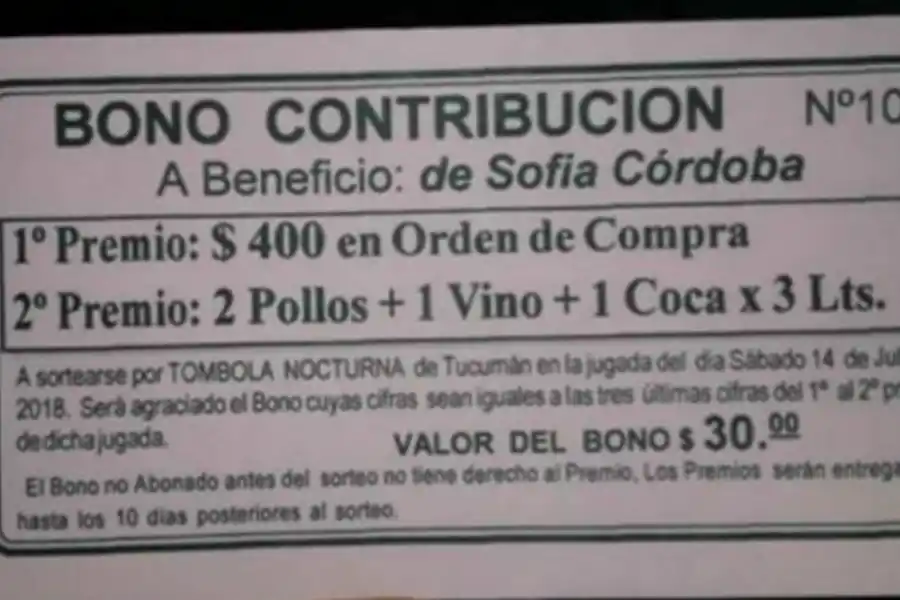 BONO CONTRIBUCION Nº10
A Beneficio: de Sofia Córdoba
1º Premio: $ 400 en Orden de Compra
2º Premio: 2 Pollos + 1 Vino + 1 Coca x 3 Lts.
A sortearse por TOMBOLA NOCTURNA de Tucumán en la jugada del dia Sábado 14 de Jul
2018. Será agraciado el Bono cuyas cifras sean iguales a las tres últimas cifras del 1º al 2º pr
de dicha jugada.
VALOR DEL BONO $ 30.00
El Bono no Abonado antes del sorteo no tiene derecho al Premio, Los Premios serán entrega
hasta los 10 dias posteriores al sorteo.